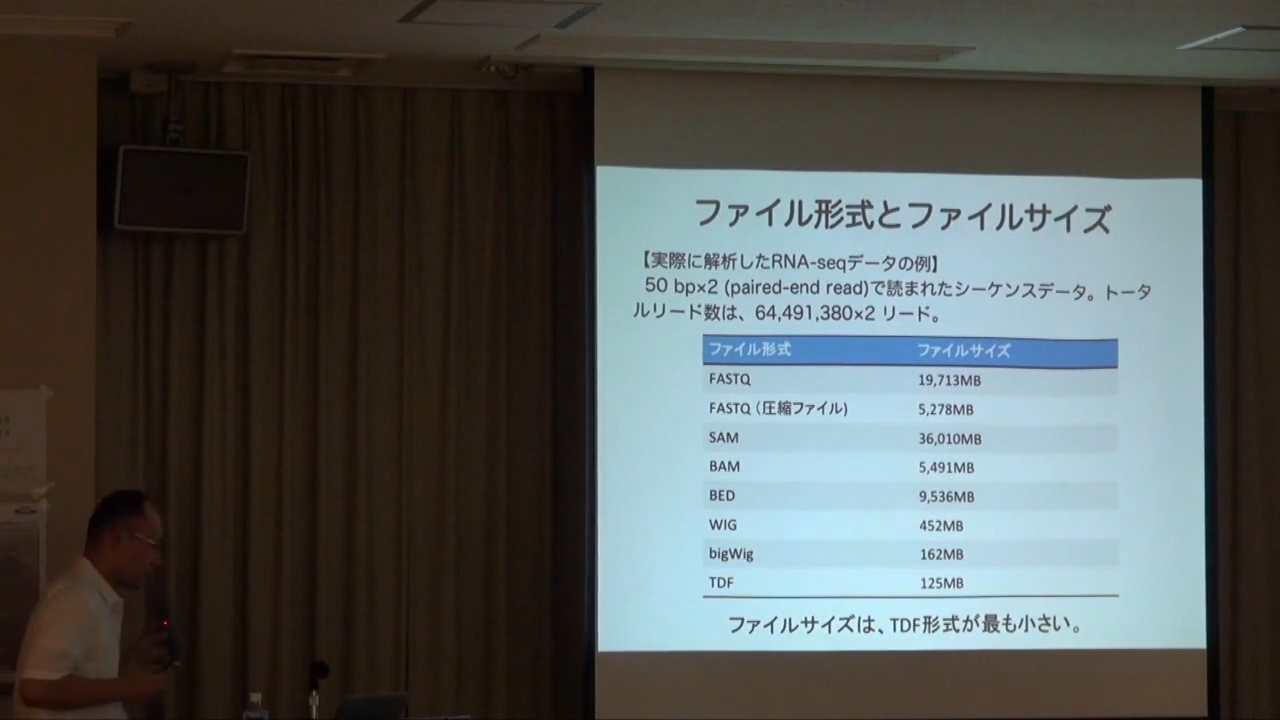 ファイル形式とファイルサイズ
【実際に解析したRNA-seqデータの例】
50 bp×2 (paired-end read)で読まれたシーケンスデータ。トータ
ルリード数は、64,491,380×2 リード。
ファイル形式 ファイルサイズ
FASTQ 19,713MB
FASTQ（圧縮ファイル） 5,278MB
SAM 36,010MB
BAM 5,491MB
BED 9,536MB
WIG 452MB
bigWig 162MB
TDF 125MB
ファイルサイズは、TDF形式が最も小さい。